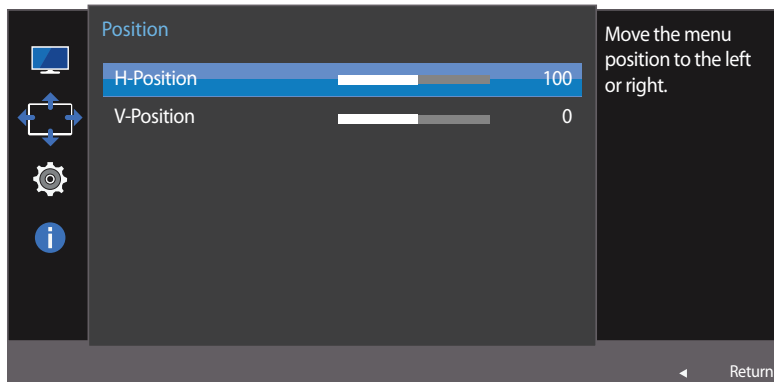 Position
H-Position 100
V-Position 0
Move the menu
position to the left
or right.
i
Return